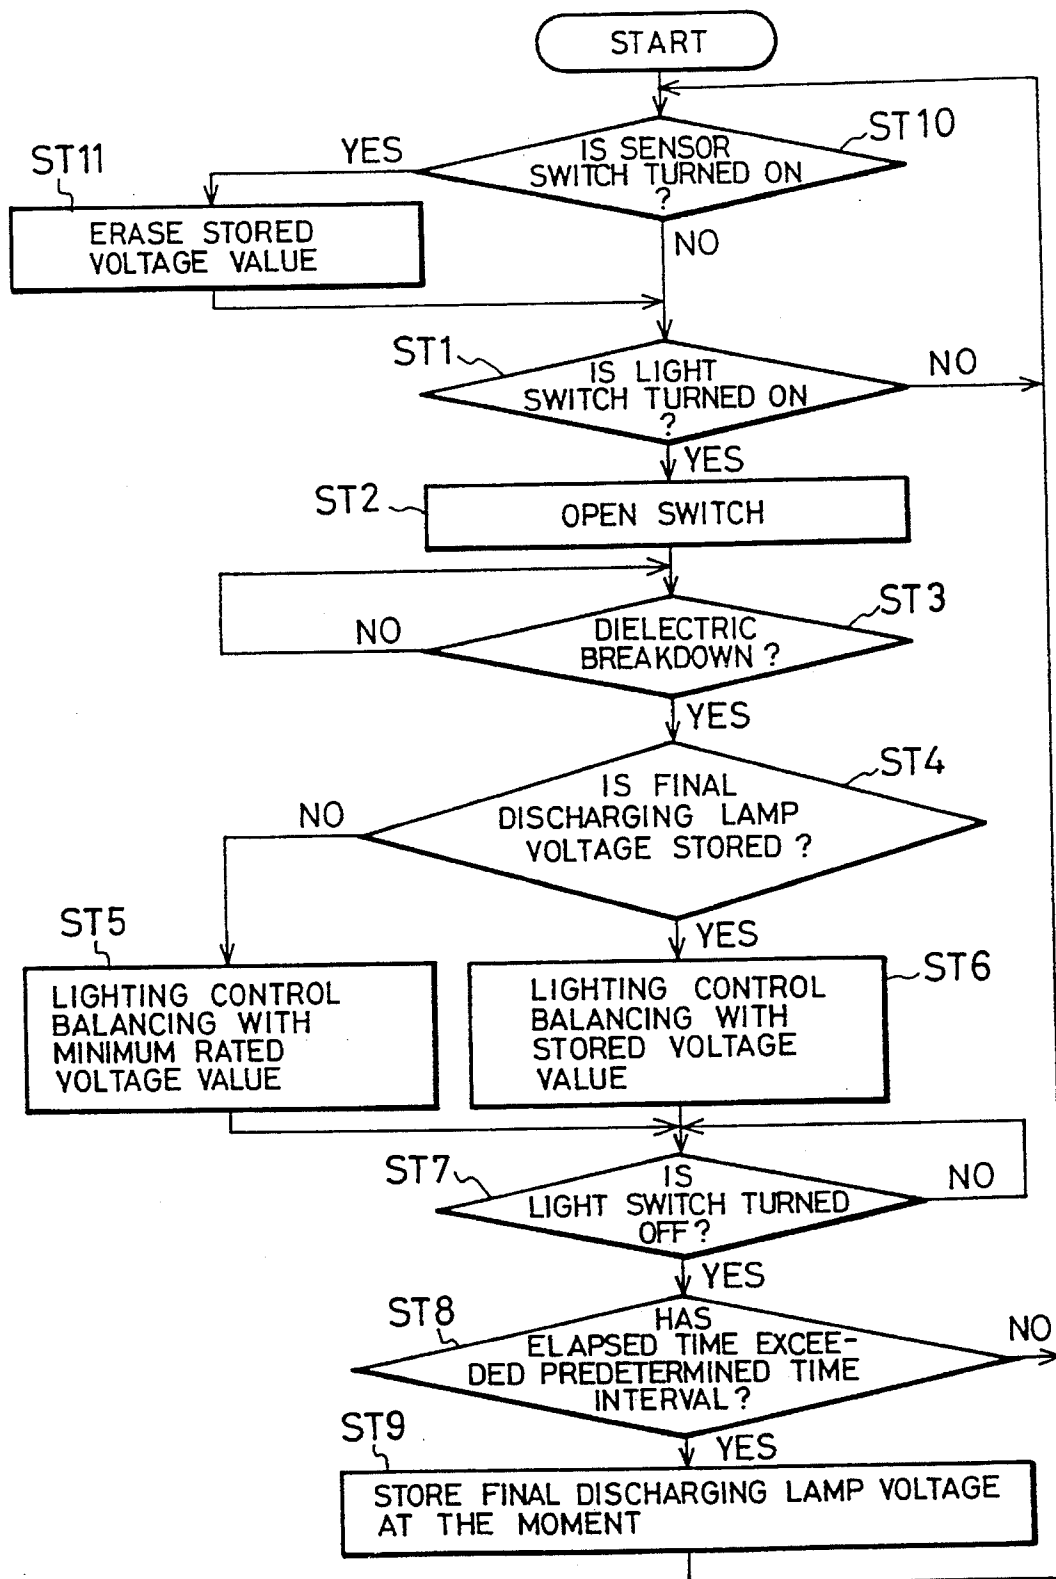 START
ST10
IS SENSOR
SWITCH TURNED ON
?
YES
NO
ST11
ERASE STORED
VOLTAGE VALUE
ST1
IS LIGHT
SWITCH TURNED ON
?
NO
YES
ST2
OPEN SWITCH
ST3
DIELECTRIC
BREAKDOWN ?
NO
YES
ST4
IS FINAL
DISCHARGING LAMP
VOLTAGE STORED ?
NO
YES
ST5
LIGHTING CONTROL
BALANCING WITH
MINIMUM RATED
VOLTAGE VALUE
ST6
LIGHTING CONTROL
BALANCING WITH
STORED VOLTAGE
VALUE
ST7
IS
LIGHT SWITCH TURNED
OFF?
NO
YES
ST8
HAS
ELAPSED TIME EXCEE-
DED PREDETERMINED TIME
INTERVAL?
NO
YES
ST9
STORE FINAL DISCHARGING LAMP VOLTAGE
AT THE MOMENT